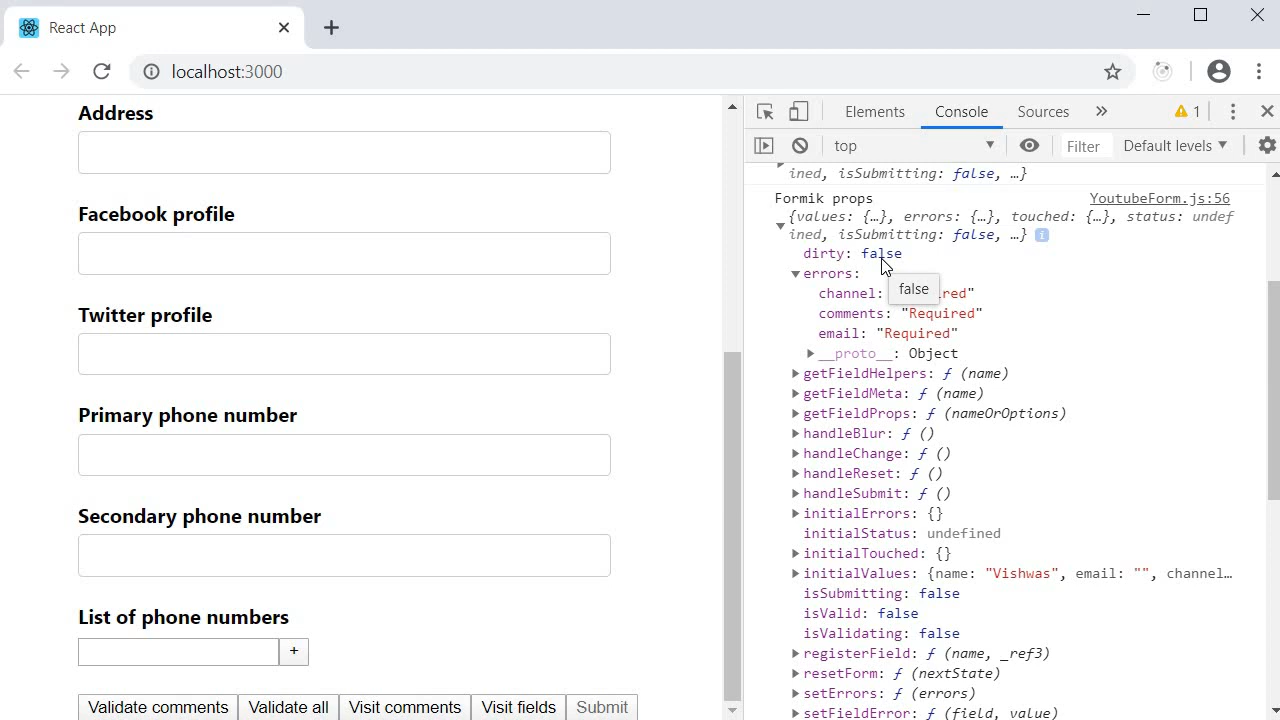 React App
localhost:3000
Address
Facebook profile
Twitter profile
Primary phone number
Secondary phone number
List of phone numbers
+
Validate comments Validate all Visit comments Visit fields Submit
Elements Console Sources » 1
top Filter Default levels
ined, isSubmitting: false, …}
Formik props YoutubeForm.js:56
{values: {…}, errors: {…}, touched: {…}, status: undef
ined, isSubmitting: false, …} i
dirty: false
errors:
false
channel: red"
comments: "Required"
email: "Required"
__proto__: Object
getFieldHelpers: ƒ (name)
getFieldMeta: ƒ (name)
getFieldProps: ƒ (nameOrOptions)
handleBlur: ƒ ()
handleChange: ƒ ()
handleReset: ƒ ()
handleSubmit: ƒ ()
initialErrors: {}
initialStatus: undefined
initialTouched: {}
initialValues: {name: "Vishwas", email: "", channel…
isSubmitting: false
isValid: false
isValidating: false
registerField: ƒ (name, _ref3)
resetForm: ƒ (nextState)
setErrors: ƒ (errors)
setFieldError: ƒ (field, value)